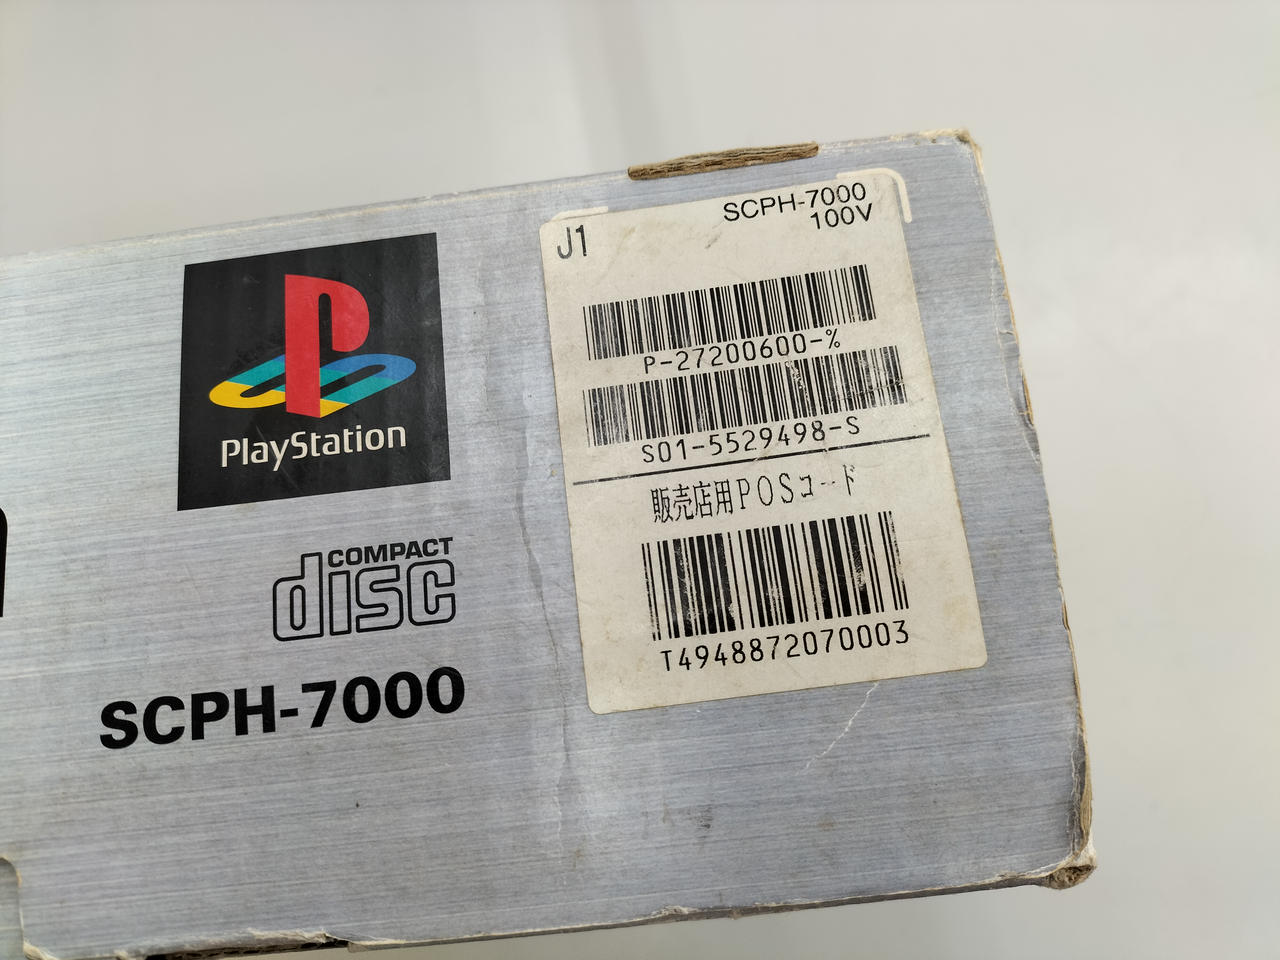 PlayStation
COMPACT
disc
SCPH-7000
J1
SCPH-7000
100V
P-27200600-%
S01-5529498-S
販売店用POSコード
T4948872070003